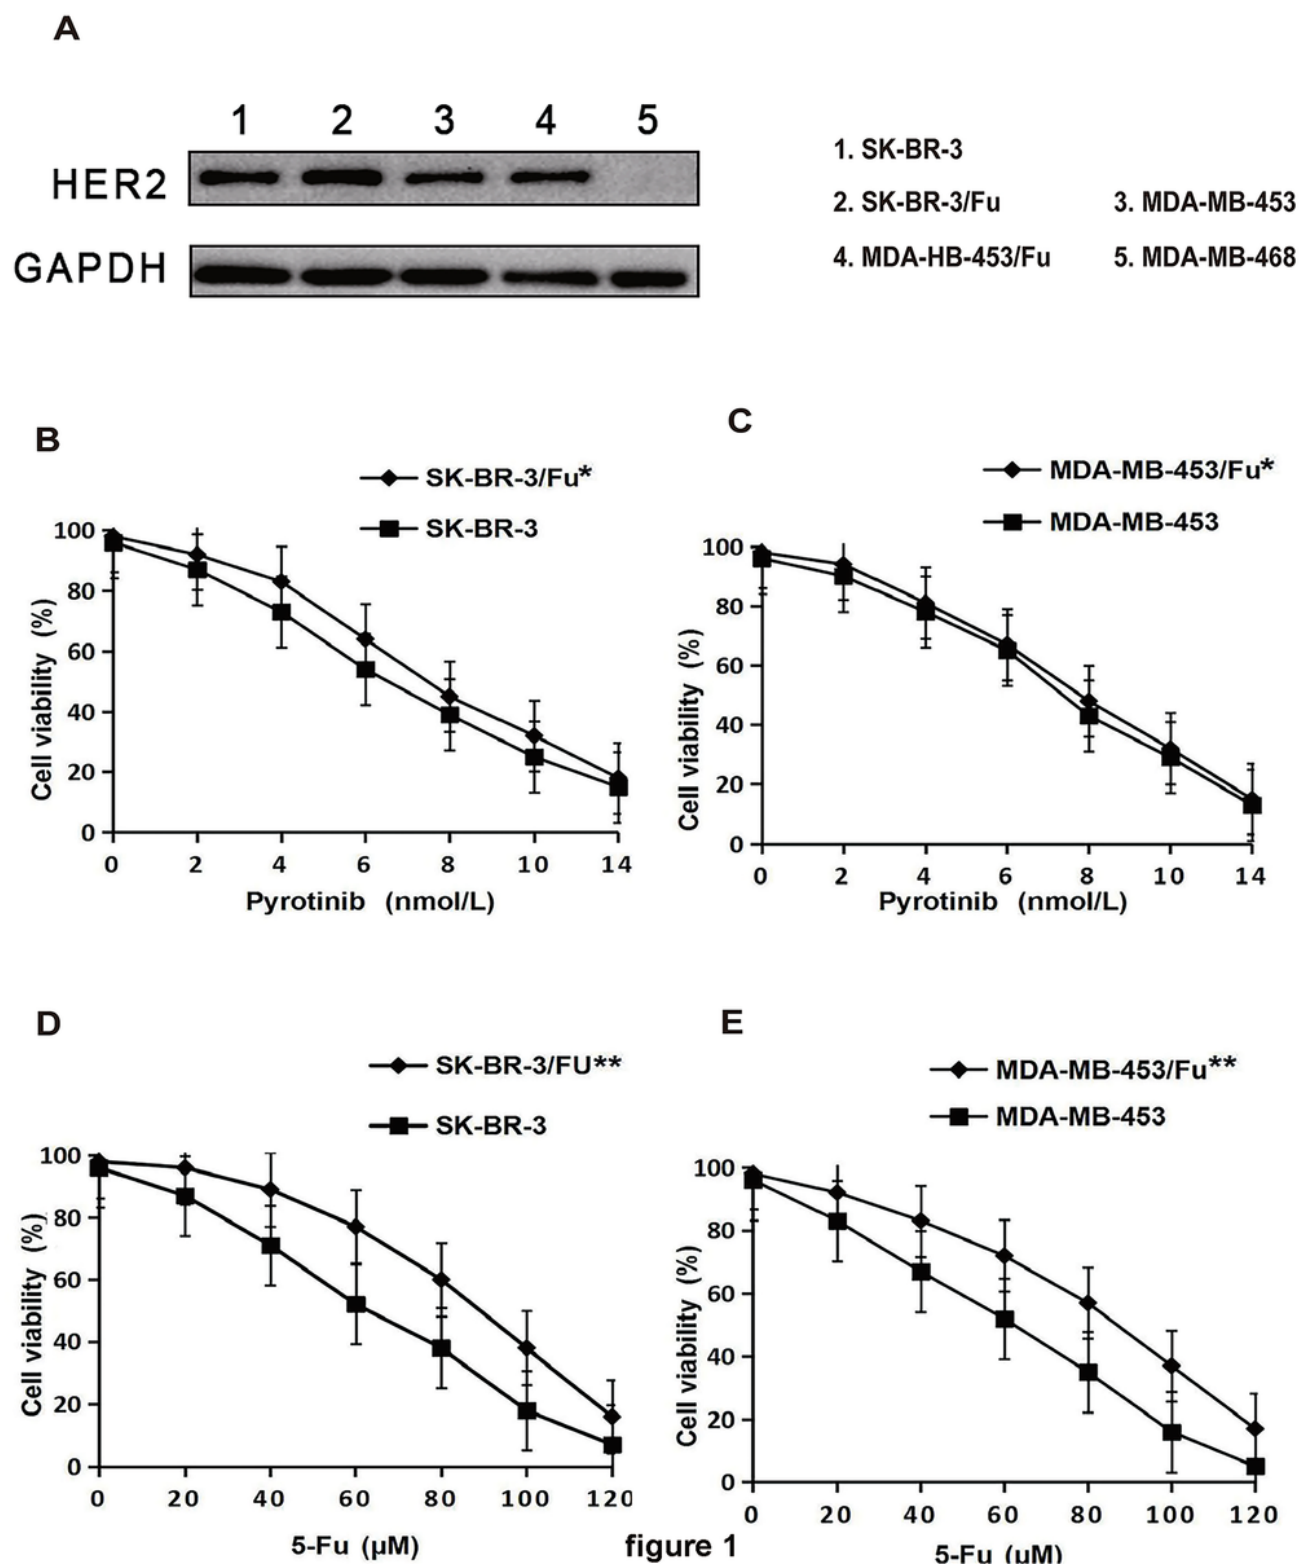 A
1 2 3 4 5
HER2
GAPDH
1. SK-BR-3
2. SK-BR-3/Fu 3. MDA-MB-453
4. MDA-HB-453/Fu 5. MDA-MB-468
B
SK-BR-3/Fu*
SK-BR-3
100
80
60
40
20
0
Cell viability (%)
0 2 4 6 8 10 14
Pyrotinib (nmol/L)
C
MDA-MB-453/Fu*
MDA-MB-453
100
80
60
40
20
0
Cell viability (%)
0 2 4 6 8 10 14
Pyrotinib (nmol/L)
D
SK-BR-3/FU**
SK-BR-3
100
80
60
40
20
0
Cell viability (%)
0 20 40 60 80 100 120
5-Fu (µM)
E
MDA-MB-453/Fu**
MDA-MB-453
100
80
60
40
20
0
Cell viability (%)
0 20 40 60 80 100 120
5-Fu (µM)
figure 1